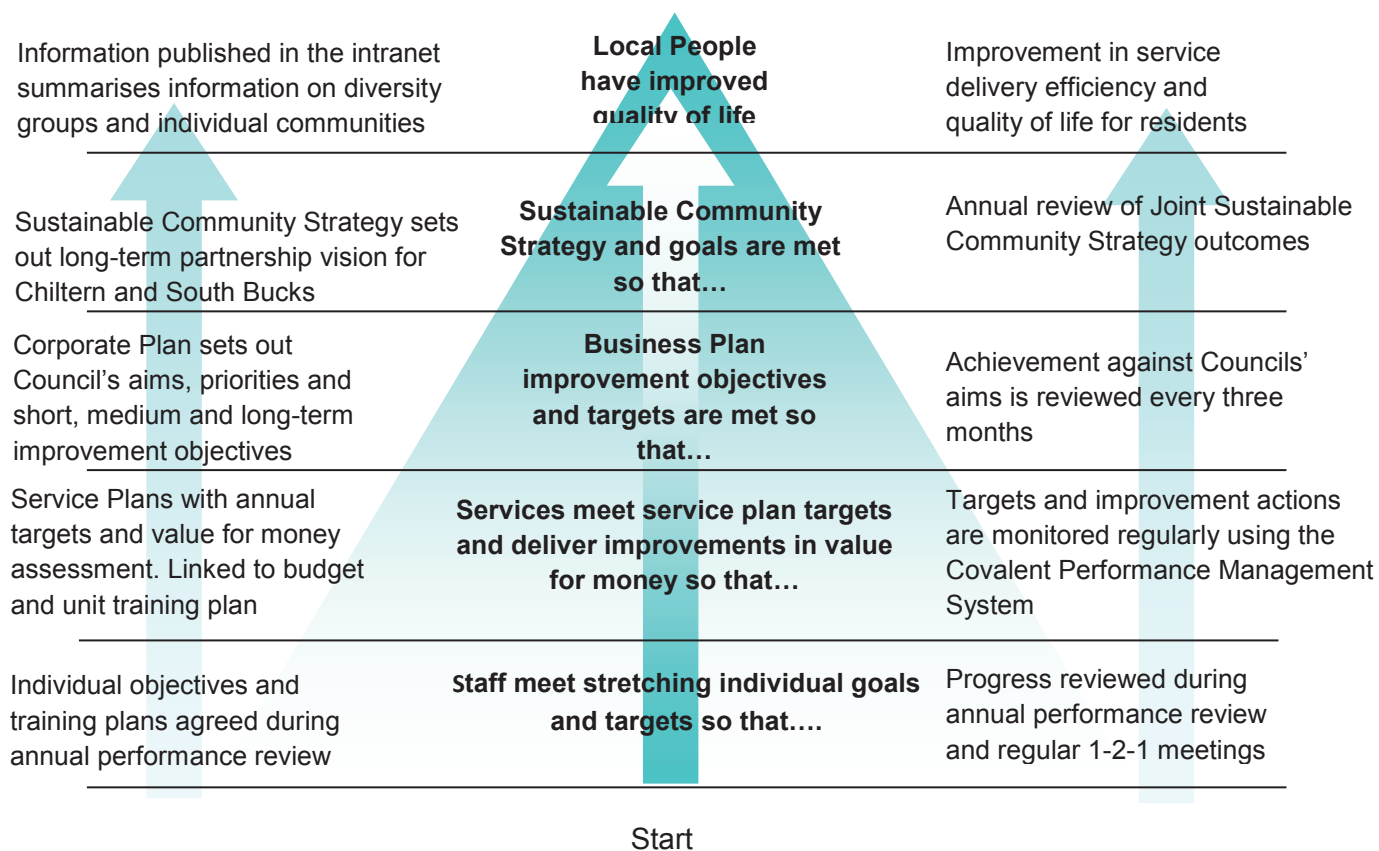 Information published in the intranet
summarises information on diversity
groups and individual communities
Local People
have improved
quality of life
Improvement in service
delivery efficiency and
quality of life for residents
Sustainable Community Strategy sets
out long-term partnership vision for
Chiltern and South Bucks
Sustainable Community
Strategy and goals are met
so that…
Annual review of Joint Sustainable
Community Strategy outcomes
Corporate Plan sets out
Council's aims, priorities and
short, medium and long-term
improvement objectives
Business Plan
improvement objectives
and targets are met so
that…
Achievement against Councils'
aims is reviewed every three
months
Service Plans with annual
targets and value for money
assessment. Linked to budget
and unit training plan
Services meet service plan targets
and deliver improvements in value
for money so that…
Targets and improvement actions
are monitored regularly using the
Covalent Performance Management
System
Individual objectives and
training plans agreed during
annual performance review
Staff meet stretching individual goals
and targets so that….
Progress reviewed during
annual performance review
and regular 1-2-1 meetings
Start